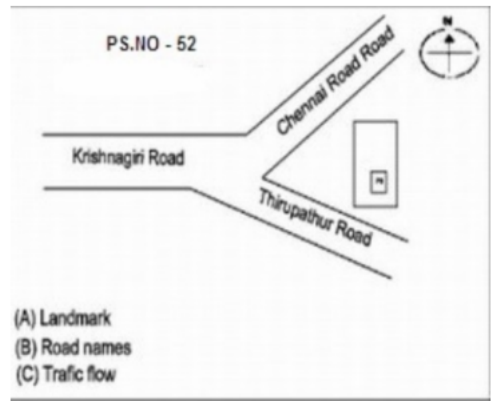 PS.NO - 52
N
Chennai Road Road
Krishnagiri Road
PS
Thirupathur Road
(A) Landmark
(B) Road names
(C) Trafic flow